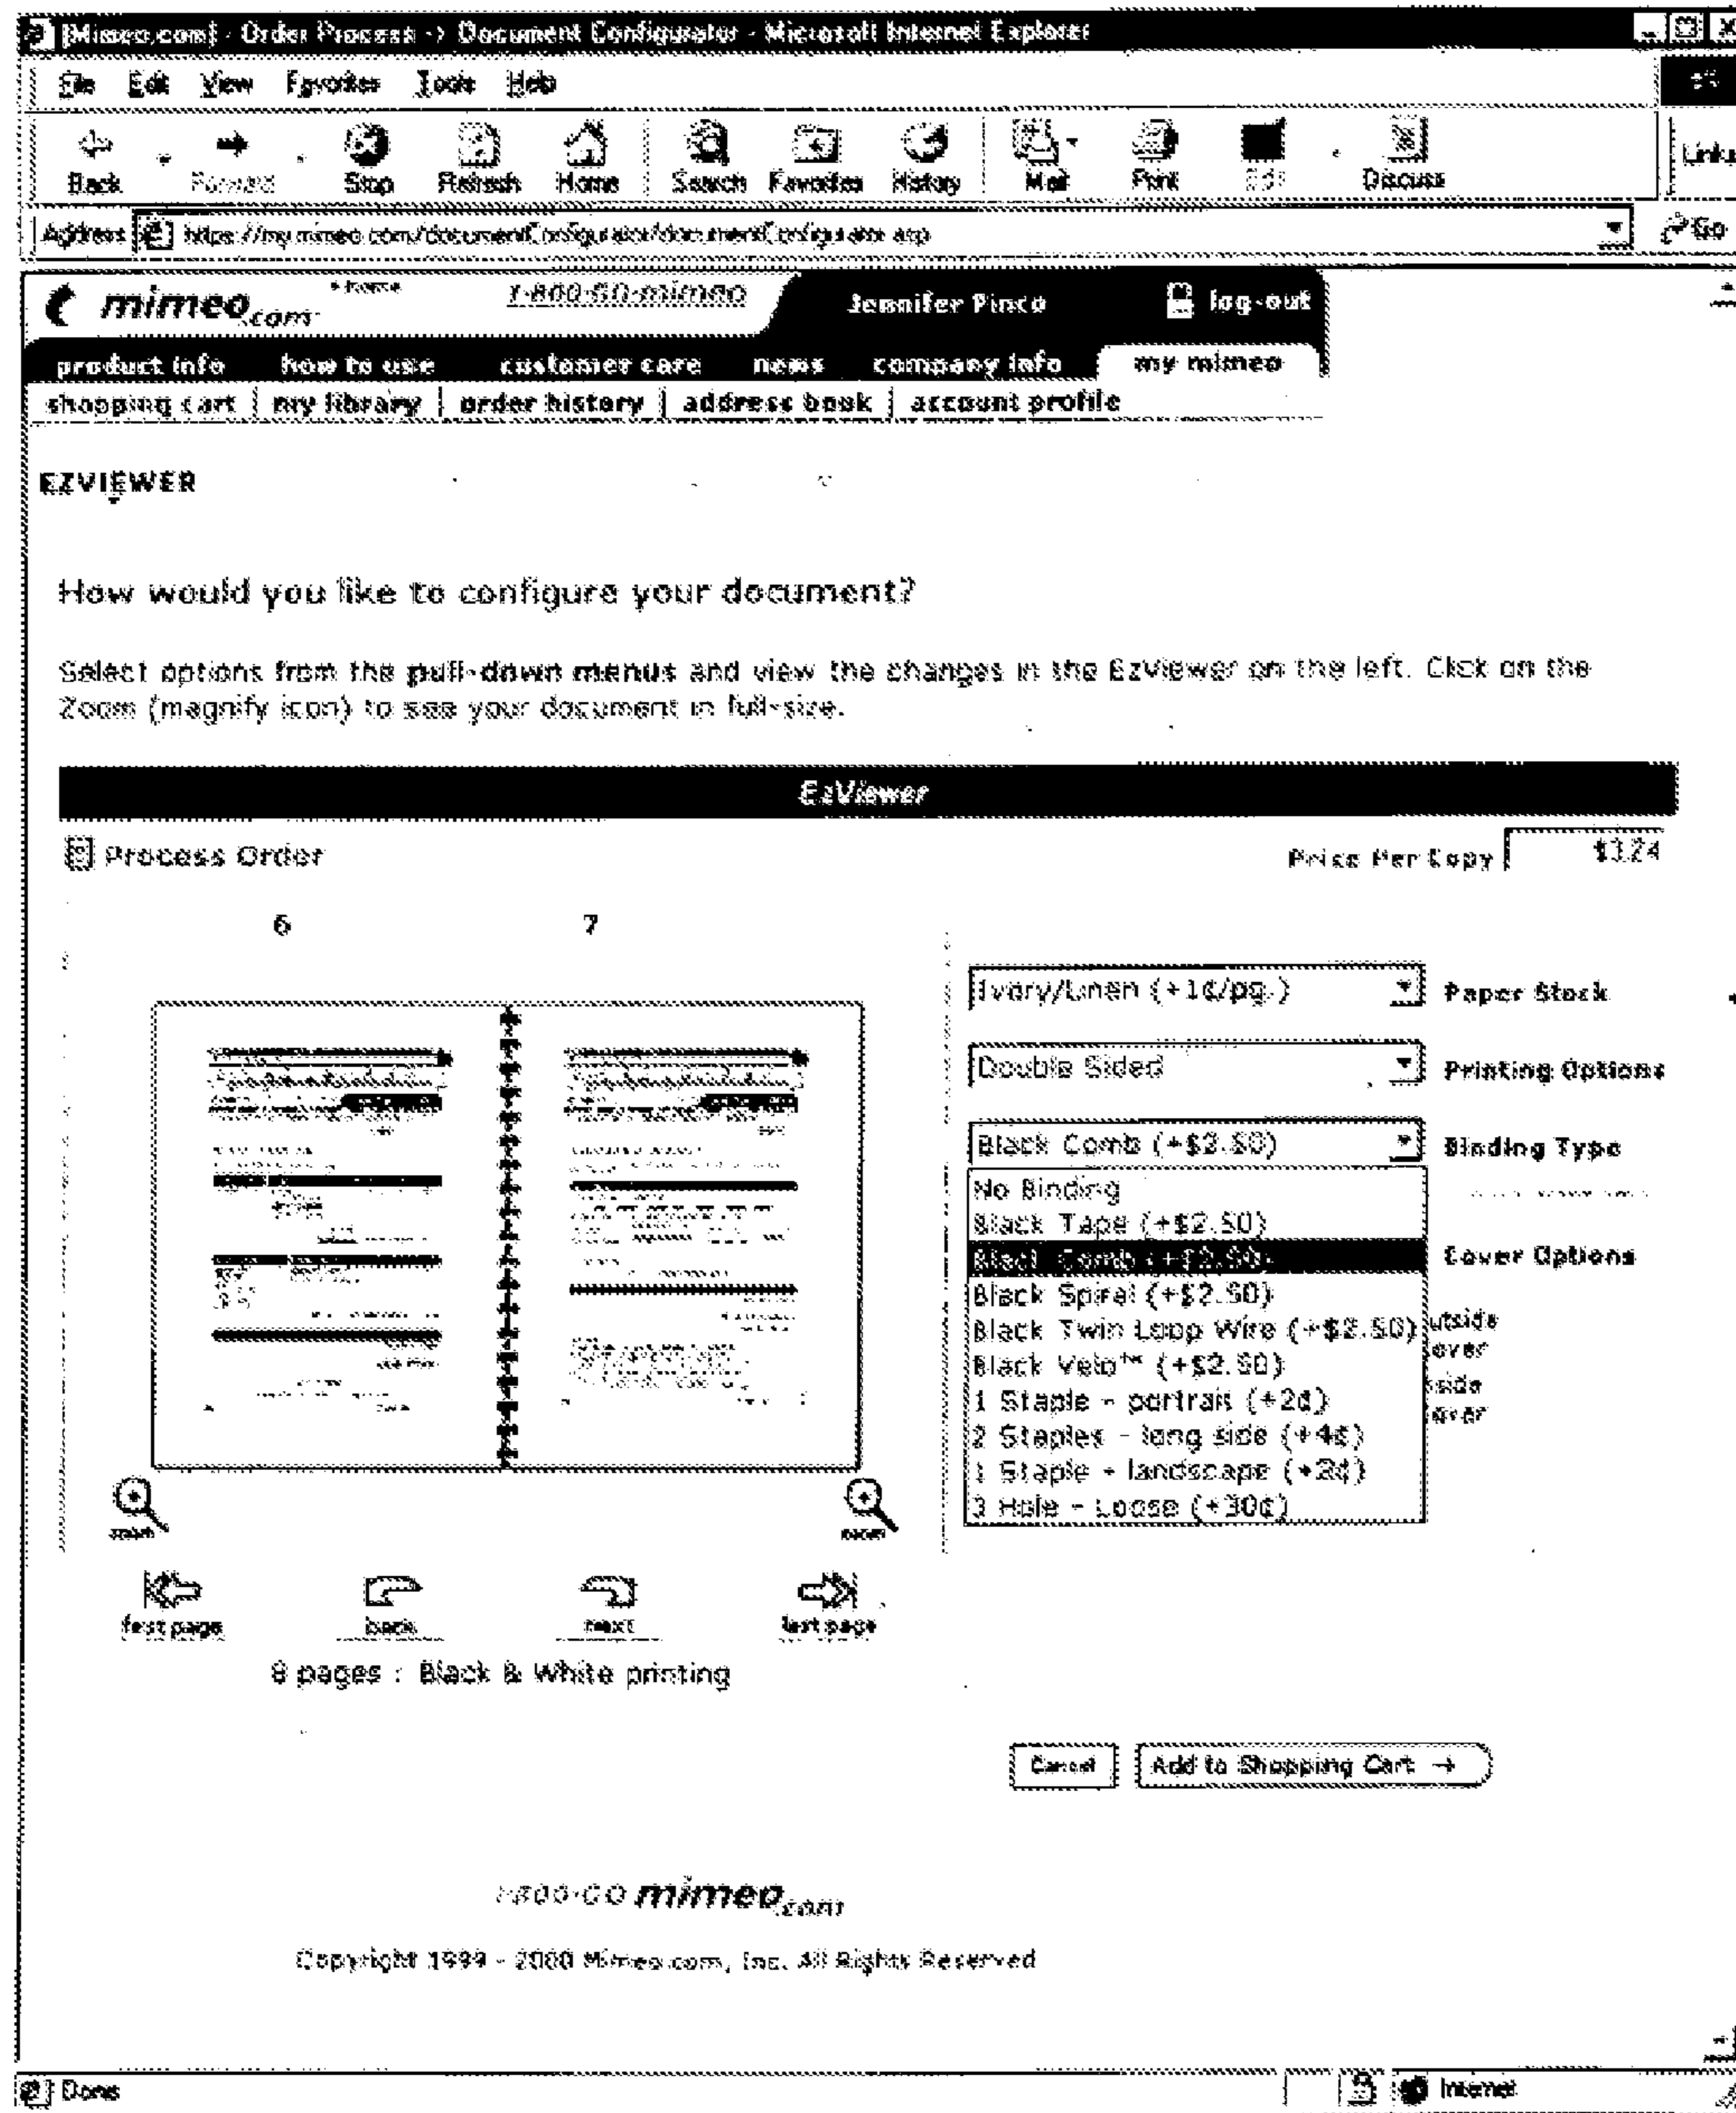 [Mimeo.com] - Order Process -> Document Configurator - Microsoft Internet Explorer
File Edit View Favorites Tools Help
Back Forward Stop Refresh Home Search Favorites History Mail Print Edit Discuss Links
Address https://my.mimeo.com/documentConfigurator/documentConfigurator.asp Go
mimeo.com home 1-800-GO-mimeo Jennifer Pinco log-out
product info how to use customer care news company info my mimeo
shopping cart | my library | order history | address book | account profile
EZVIEWER
How would you like to configure your document?
Select options from the pull-down menus and view the changes in the EzViewer on the left. Click on the
Zoom (magnify icon) to see your document in full-size.
EzViewer
Process Order Price Per Copy
6 7
Ivory/Linen (+1¢/pg.) Paper Stock
Double Sided Printing Options
Black Comb (+$2.50) Binding Type
No Binding
Black Tape (+$2.50)
Black Comb (+$2.50) Cover Options
Black Spiral (+$2.50)
Black Twin Loop Wire (+$2.50) utside
over
Black Velo™ (+$2.50)
side
1 Staple - portrait (+2¢)
over
2 Staples - long side (+4¢)
1 Staple - landscape (+2¢)
3 Hole - Loose (+30¢)
zoom zoom
first page back next last page
8 pages : Black & White printing
Cancel Add to Shopping Cart →
1-800-GO mimeo.com
Copyright 1999 - 2000 Mimeo.com, Inc. All Rights Reserved
Done Internet